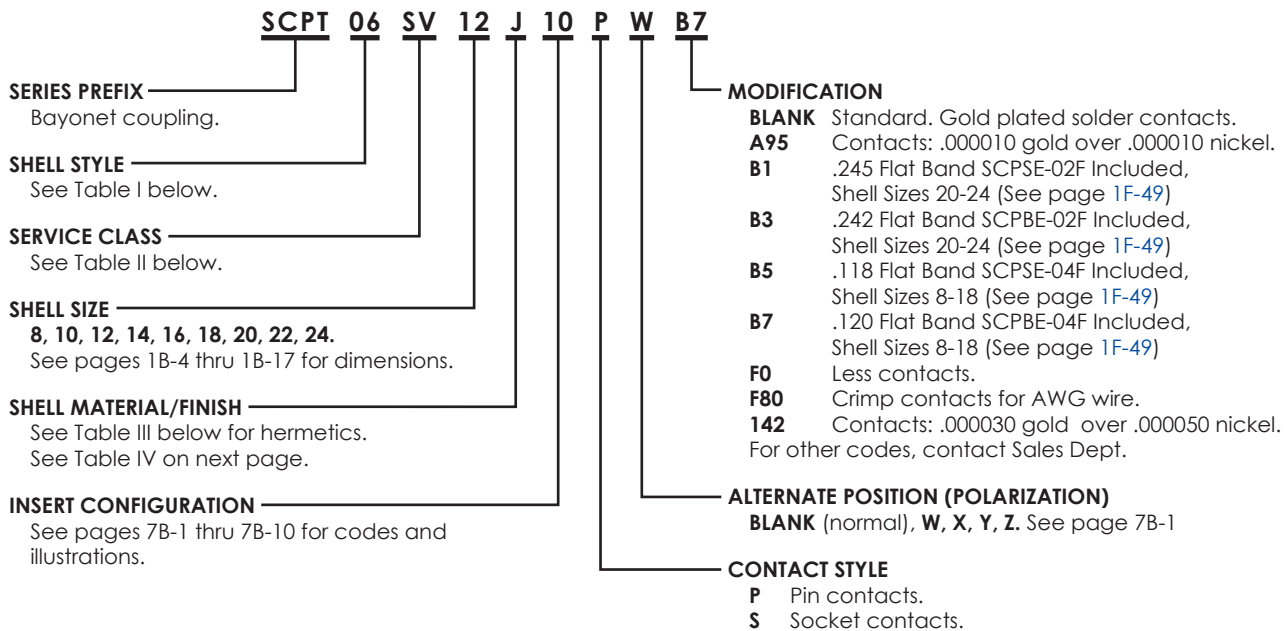 SCPT 06 SV 12 J 10 P W B7
SERIES PREFIX
Bayonet coupling.
SHELL STYLE
See Table I below.
SERVICE CLASS
See Table II below.
SHELL SIZE
8, 10, 12, 14, 16, 18, 20, 22, 24.
See pages 1B-4 thru 1B-17 for dimensions.
SHELL MATERIAL/FINISH
See Table III below for hermetics.
See Table IV on next page.
INSERT CONFIGURATION
See pages 7B-1 thru 7B-10 for codes and
illustrations.
MODIFICATION
BLANK Standard. Gold plated solder contacts.
A95 Contacts: .000010 gold over .000010 nickel.
B1 .245 Flat Band SCPSE-02F Included,
Shell Sizes 20-24 (See page 1F-49)
B3 .242 Flat Band SCPBE-02F Included,
Shell Sizes 20-24 (See page 1F-49)
B5 .118 Flat Band SCPSE-04F Included,
Shell Sizes 8-18 (See page 1F-49)
B7 .120 Flat Band SCPBE-04F Included,
Shell Sizes 8-18 (See page 1F-49)
F0 Less contacts.
F80 Crimp contacts for AWG wire.
142 Contacts: .000030 gold over .000050 nickel.
For other codes, contact Sales Dept.
ALTERNATE POSITION (POLARIZATION)
BLANK (normal), W, X, Y, Z. See page 7B-1
CONTACT STYLE
P Pin contacts.
S Socket contacts.